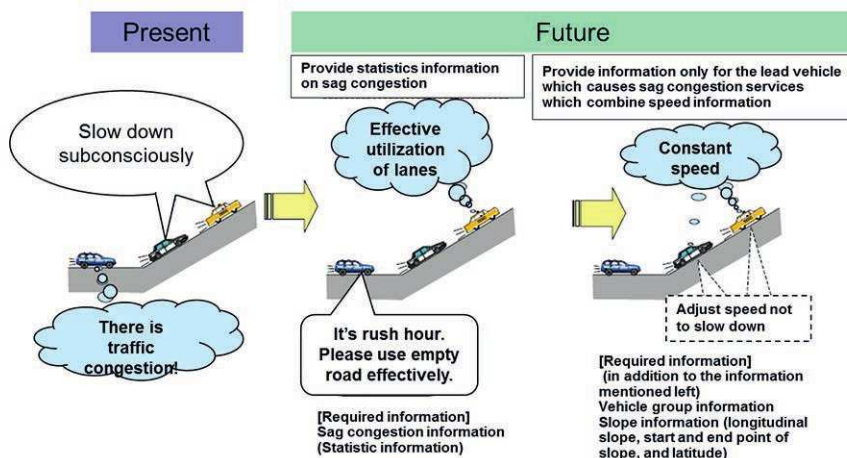 Present
Future
Provide statistics information
on sag congestion
Provide information only for the lead vehicle
which causes sag congestion services
which combine speed information
Slow down
subconsciously
Effective
utilization
of lanes
Constant
speed
There is
traffic
congestion!
It's rush hour.
Please use empty
road effectively.
Adjust speed not
to slow down
[Required information]
Sag congestion information
(Statistic information)
[Required information]
(in addition to the information
mentioned left)
Vehicle group information
Slope information (longitudinal
slope, start and end point of
slope, and latitude)